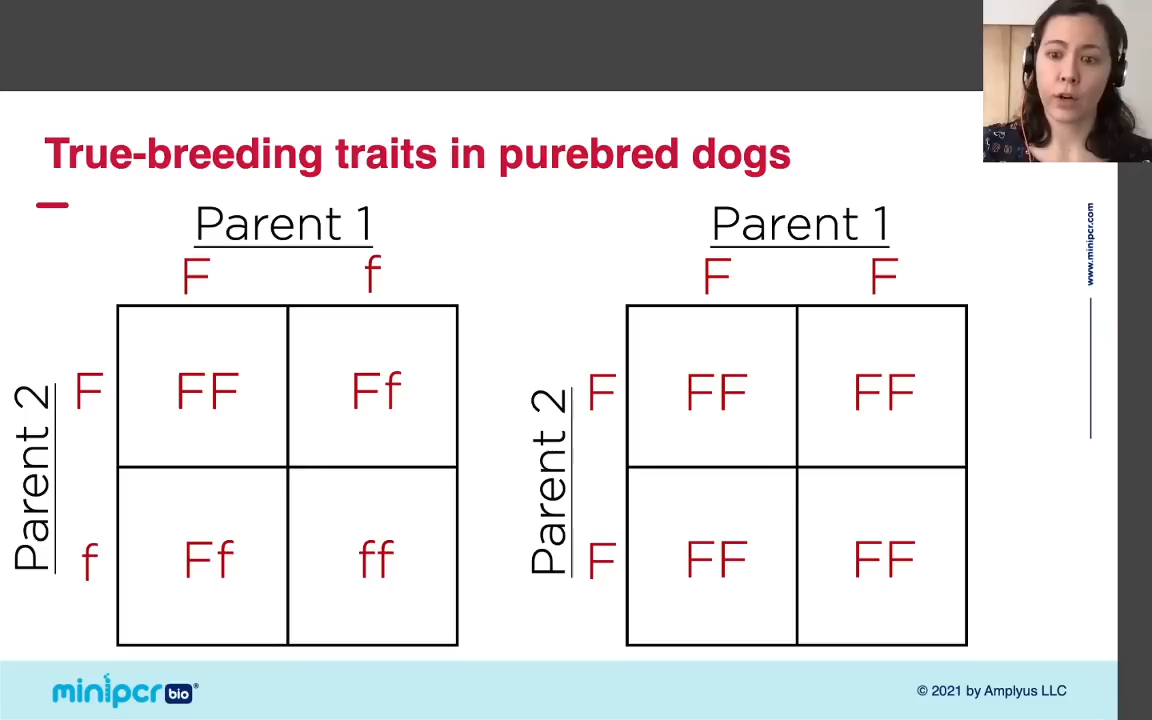 True-breeding traits in purebred dogs
Parent 1
F f
Parent 2
F FF Ff
f Ff ff
Parent 1
F F
Parent 2
F FF FF
F FF FF
www.minipcr.com
minipcr bio ®
© 2021 by Amplyus LLC